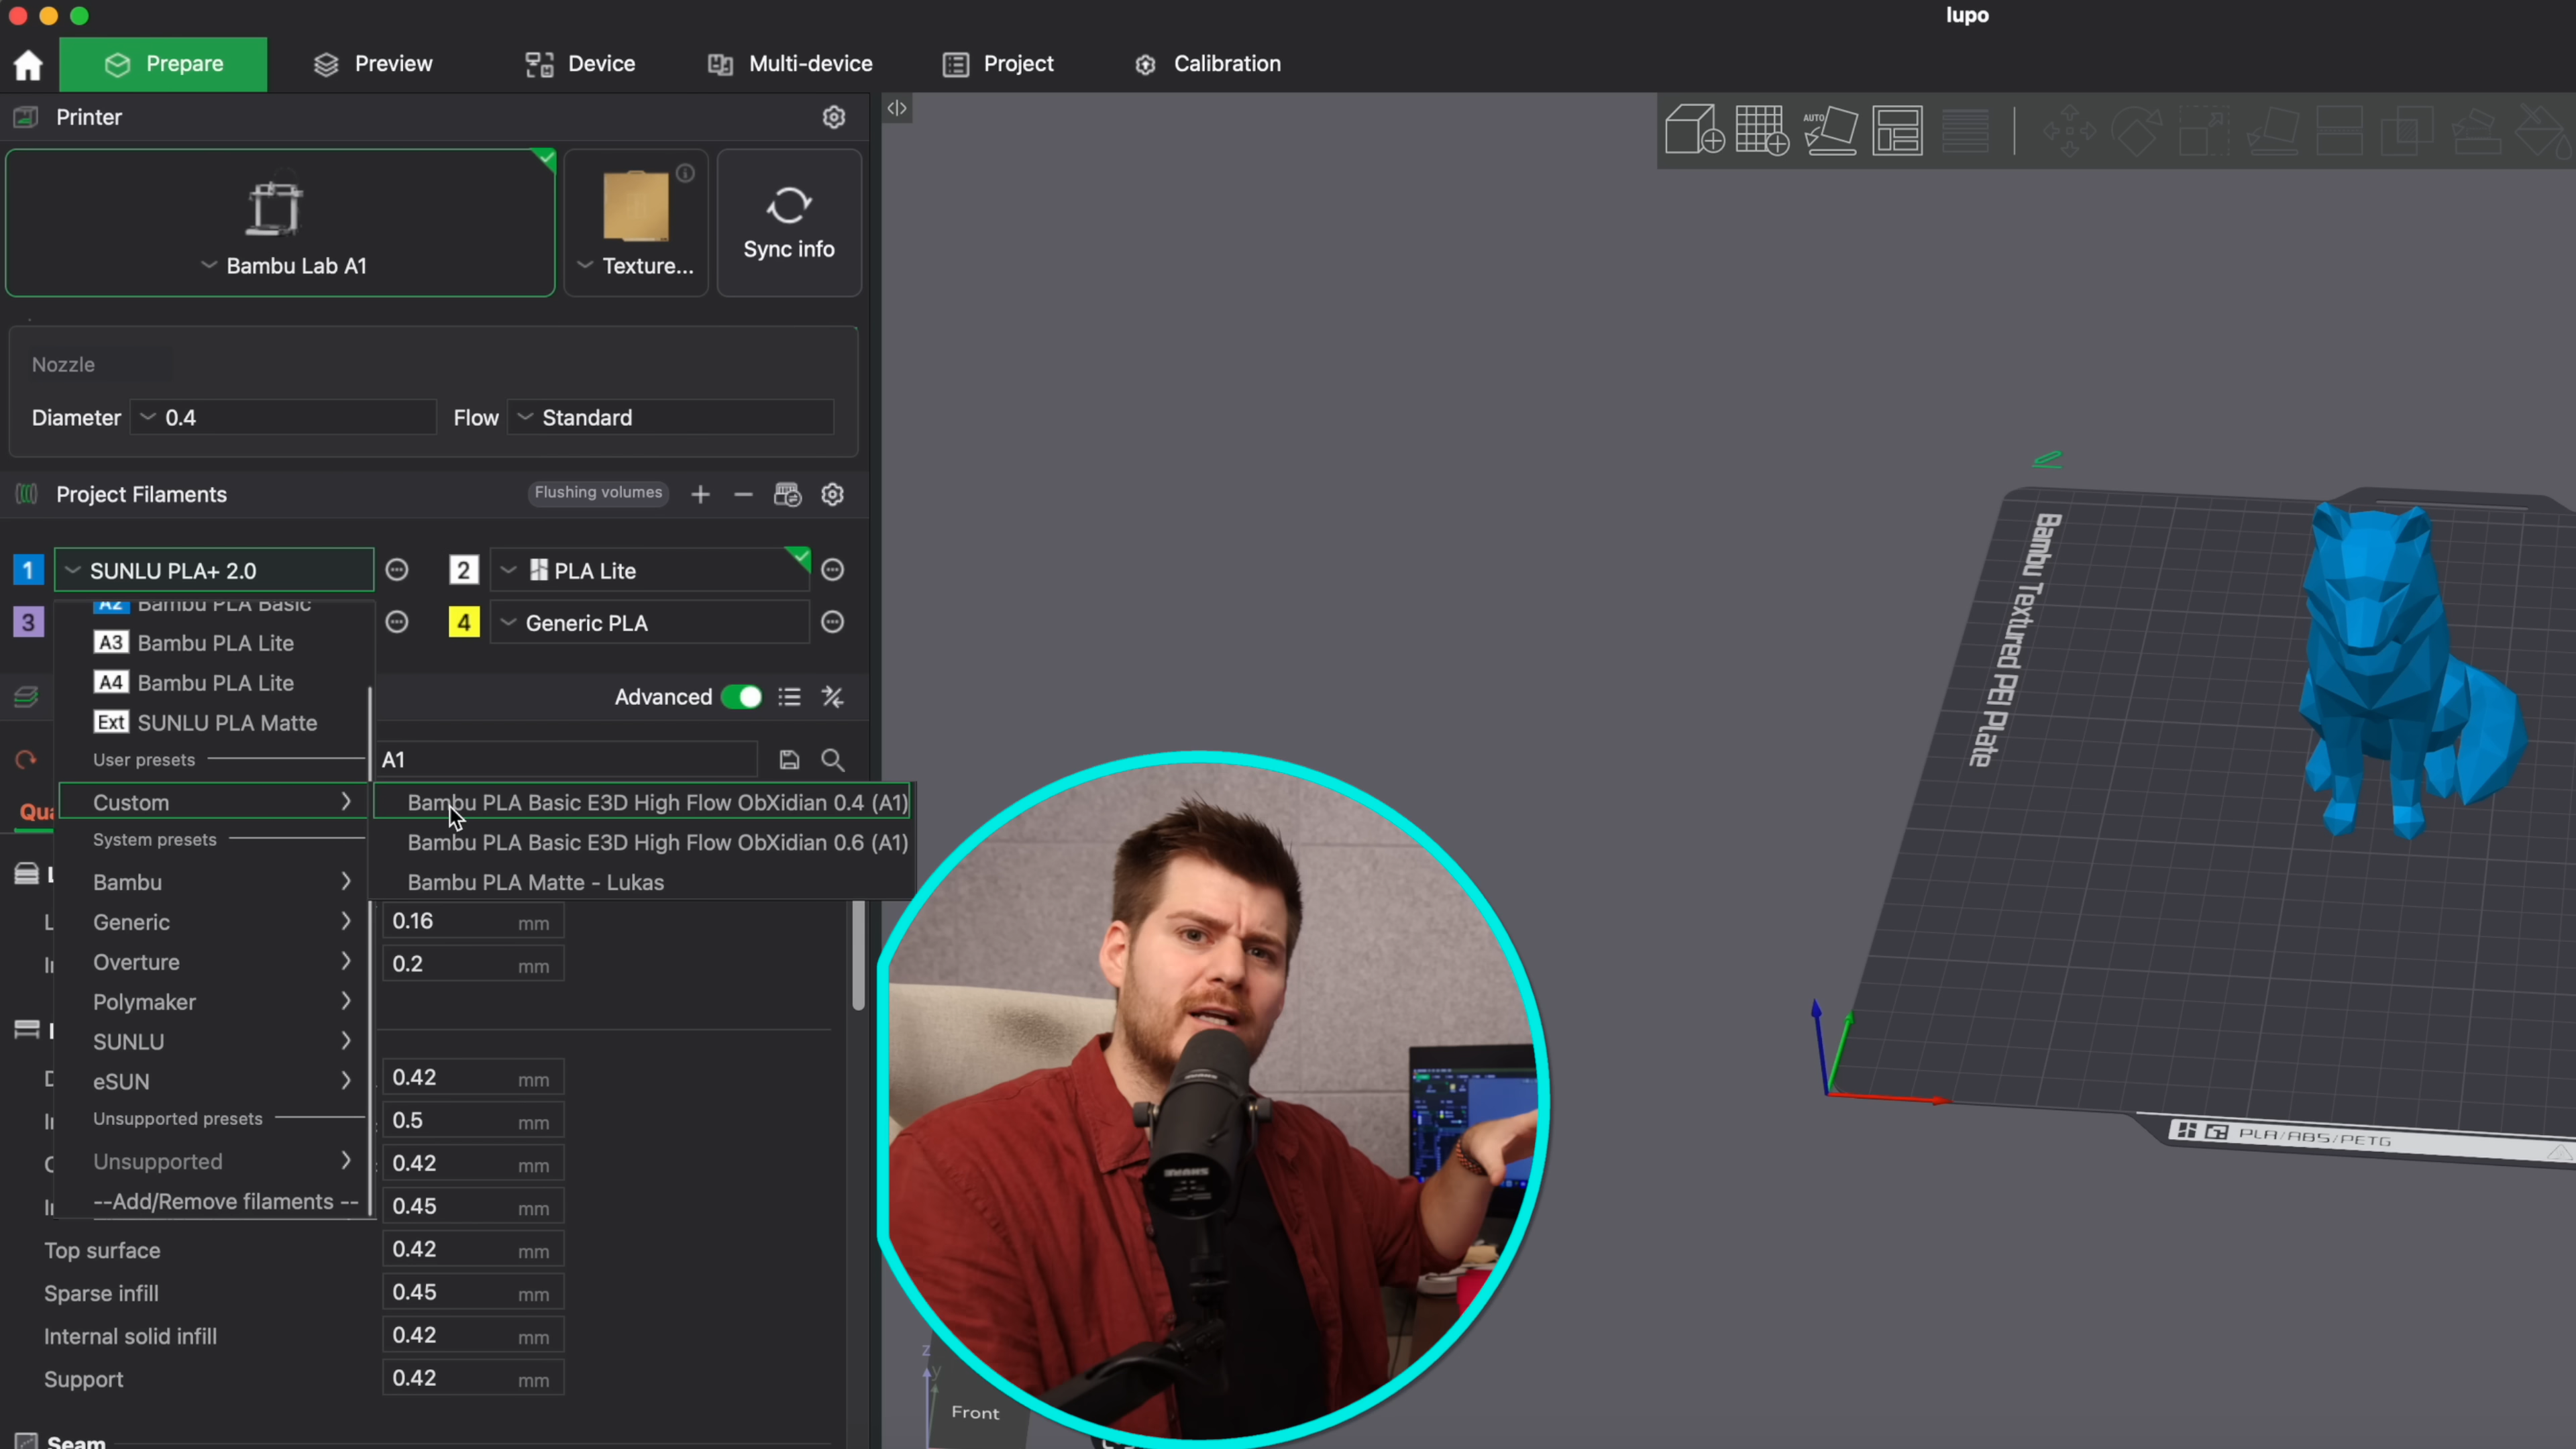 lupo
Prepare
Preview
Device
Multi-device
Project
Calibration
Printer
Bambu Lab A1
Texture...
Sync info
Nozzle
Diameter
0.4
Flow
Standard
Project Filaments
Flushing volumes
1
SUNLU PLA+ 2.0
2
PLA Lite
3
4
Generic PLA
A2 Bambu PLA Basic
A3 Bambu PLA Lite
A4 Bambu PLA Lite
Ext SUNLU PLA Matte
Advanced
User presets
A1
Custom
Bambu PLA Basic E3D High Flow ObXidian 0.4 (A1)
Bambu PLA Basic E3D High Flow ObXidian 0.6 (A1)
Bambu PLA Matte - Lukas
Qua
System presets
Bambu
Generic
Overture
Polymaker
SUNLU
eSUN
Unsupported presets
Unsupported
--Add/Remove filaments --
0.16 mm
0.2 mm
0.42 mm
0.5 mm
0.42 mm
0.45 mm
Top surface 0.42 mm
Sparse infill 0.45 mm
Internal solid infill 0.42 mm
Support 0.42 mm
Seam
AUTO
Bambu Textured PEI Plate
PLA/ABS/PETG
z
y
Front